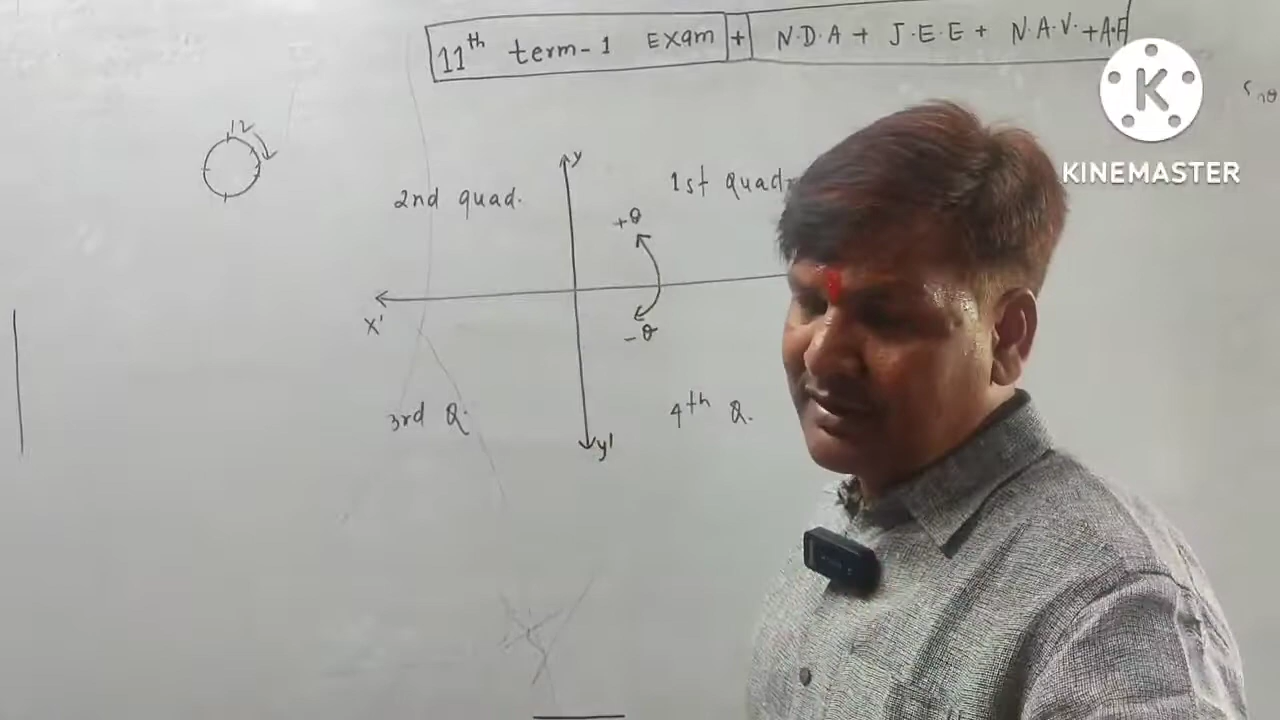 11th term-1 Exam + N.D.A + J.E.E + N.A.V. + A.F
K
KINEMASTER
12
y
2nd quad.
1st quad
+θ
x'
-θ
3rd Q.
4th Q.
y'